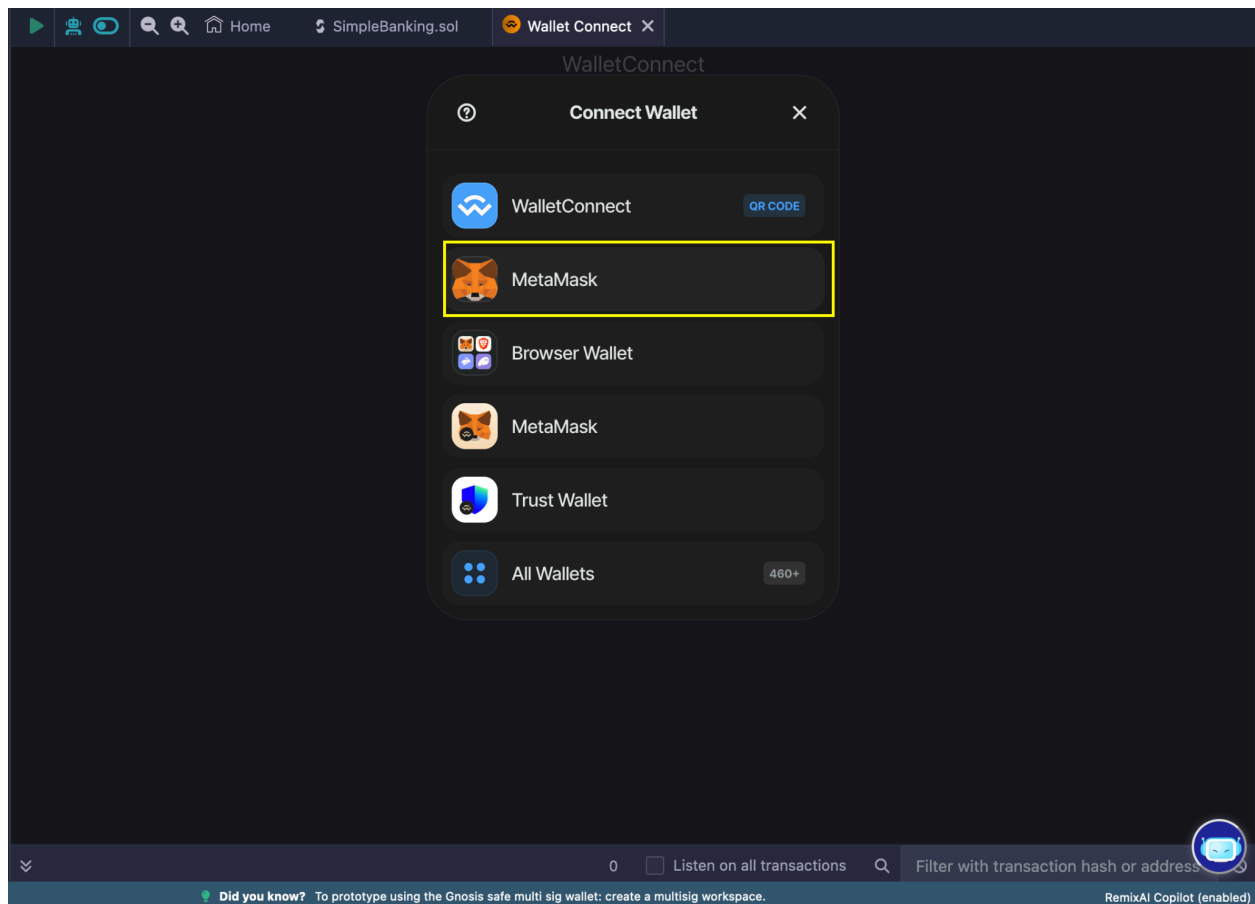 Home
SimpleBanking.sol
Wallet Connect
WalletConnect
Connect Wallet
WalletConnect
QR CODE
MetaMask
Browser Wallet
MetaMask
Trust Wallet
All Wallets
460+
0
Listen on all transactions
Filter with transaction hash or address
Did you know? To prototype using the Gnosis safe multi sig wallet: create a multisig workspace.
RemixAI Copilot (enabled)